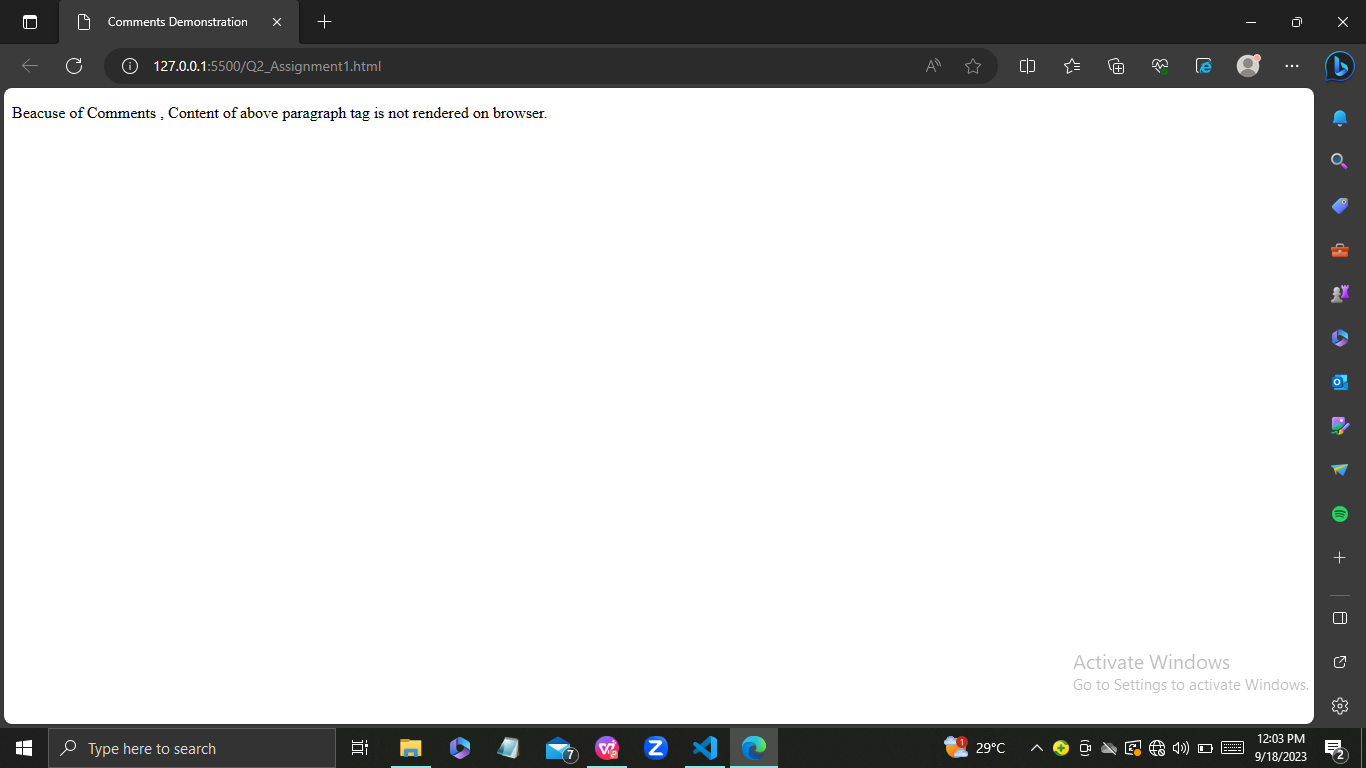 Comments Demonstration
127.0.0.1:5500/Q2_Assignment1.html
Beacuse of Comments , Content of above paragraph tag is not rendered on browser.
Activate Windows
Go to Settings to activate Windows.
Type here to search
7
1
29°C
12:03 PM
9/18/2023
2